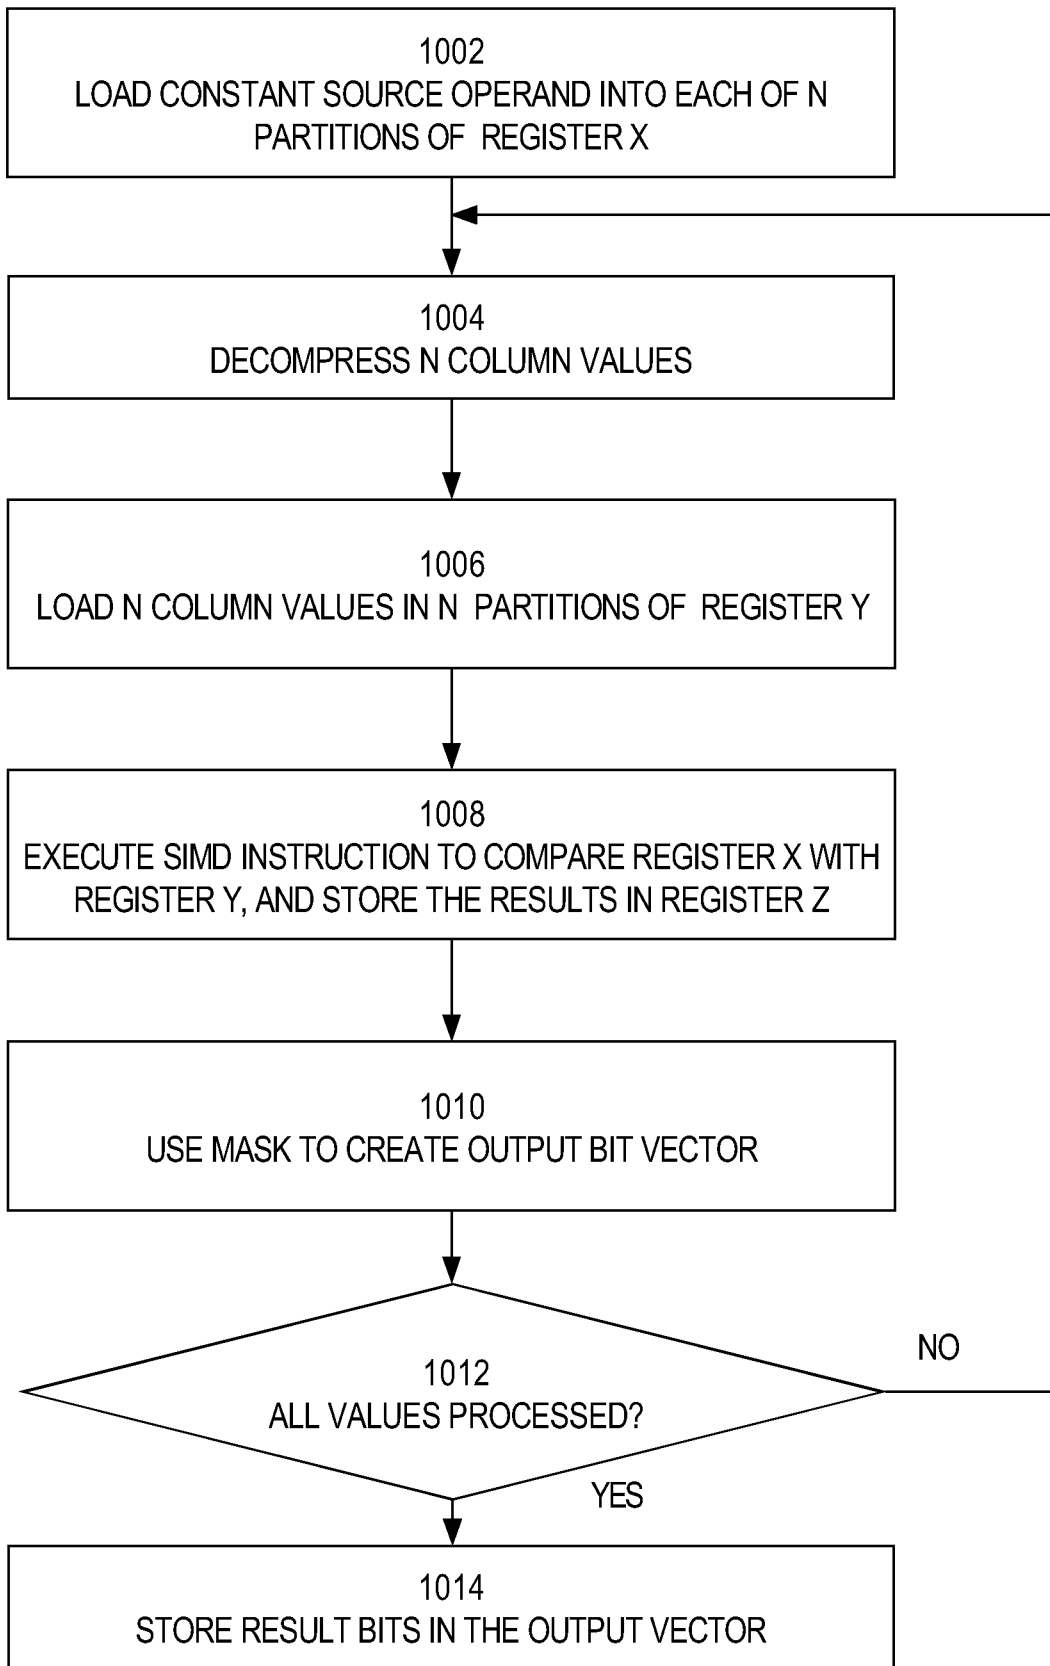 1002
LOAD CONSTANT SOURCE OPERAND INTO EACH OF N
PARTITIONS OF REGISTER X
1004
DECOMPRESS N COLUMN VALUES
1006
LOAD N COLUMN VALUES IN N PARTITIONS OF REGISTER Y
1008
EXECUTE SIMD INSTRUCTION TO COMPARE REGISTER X WITH
REGISTER Y, AND STORE THE RESULTS IN REGISTER Z
1010
USE MASK TO CREATE OUTPUT BIT VECTOR
1012
ALL VALUES PROCESSED?
NO
YES
1014
STORE RESULT BITS IN THE OUTPUT VECTOR